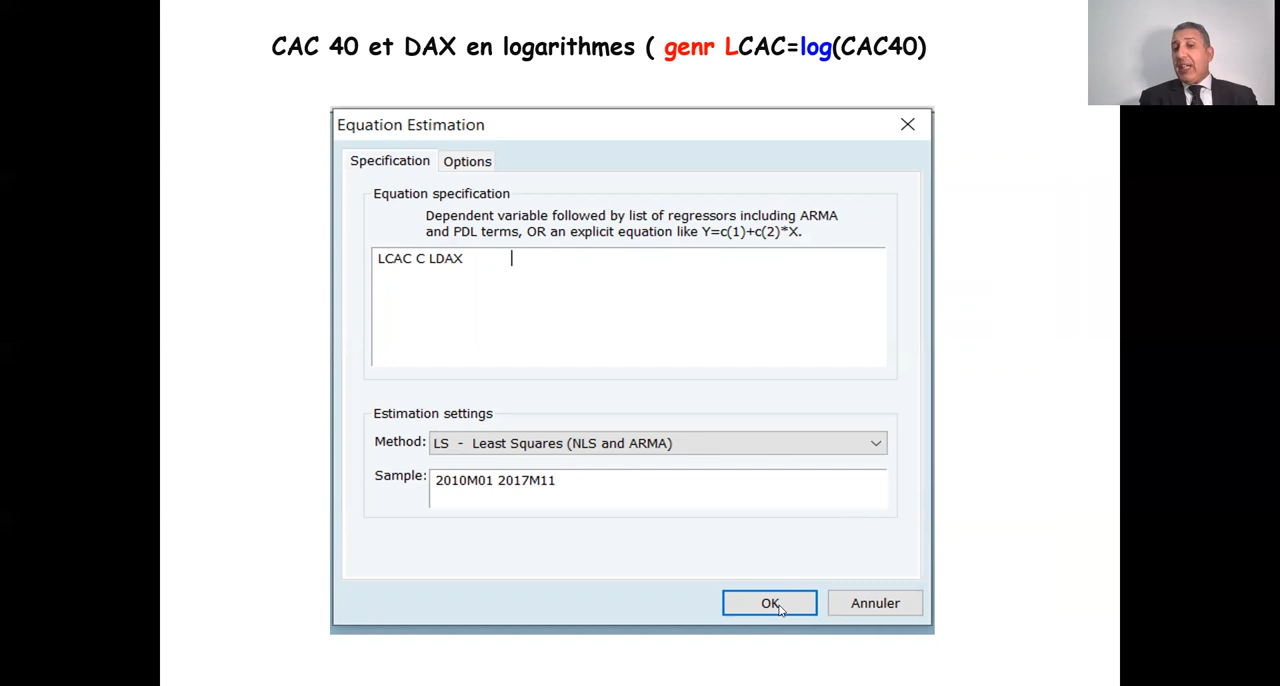 CAC 40 et DAX en logarithmes ( genr LCAC=log(CAC40)
Equation Estimation
Specification
Options
Equation specification
Dependent variable followed by list of regressors including ARMA
and PDL terms, OR an explicit equation like Y=c(1)+c(2)*X.
LCAC C LDAX
Estimation settings
Method: LS - Least Squares (NLS and ARMA)
Sample: 2010M01 2017M11
OK
Annuler